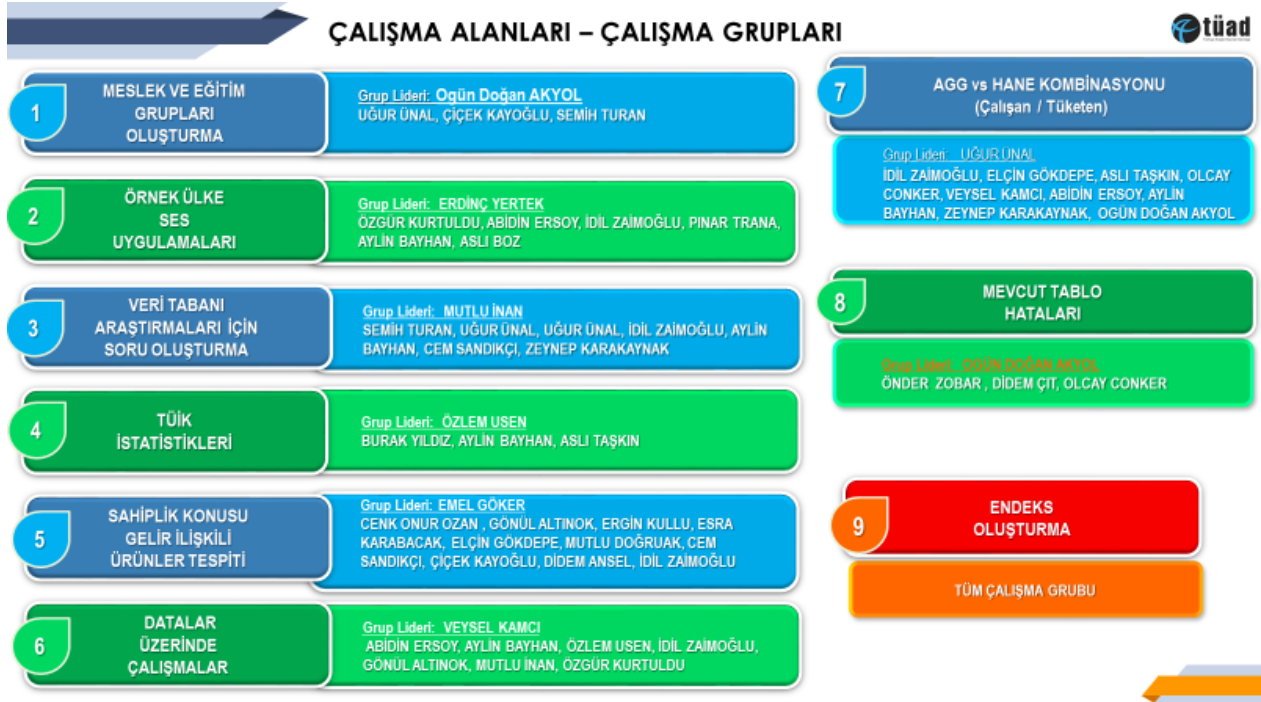 ÇALIŞMA ALANLARI – ÇALIŞMA GRUPLARI
tüad
1
MESLEK VE EĞİTİM
GRUPLARI
OLUŞTURMA
Grup Lideri: Ogün Doğan AKYOL
UĞUR ÜNAL, ÇİÇEK KAYOĞLU, SEMİH TURAN
2
ÖRNEK ÜLKE
SES
UYGULAMALARI
Grup Lideri: ERDİNÇ YERTEK
ÖZGÜR KURTULDU, ABİDİN ERSOY, İDİL ZAİMOĞLU, PINAR TRANA,
AYLİN BAYHAN, ASLI BOZ
3
VERİ TABANI
ARAŞTIRMALARI İÇİN
SORU OLUŞTURMA
Grup Lideri: MUTLU İNAN
SEMİH TURAN, UĞUR ÜNAL, UĞUR ÜNAL, İDİL ZAİMOĞLU, AYLİN
BAYHAN, CEM SANDIKÇI, ZEYNEP KARAKAYNAK
4
TÜİK
İSTATİSTİKLERİ
Grup Lideri: ÖZLEM USEN
BURAK YILDIZ, AYLİN BAYHAN, ASLI TAŞKIN
5
SAHİPLİK KONUSU
GELİR İLİŞKİLİ
ÜRÜNLER TESPİTİ
Grup Lideri: EMEL GÖKER
CENK ONUR OZAN , GÖNÜL ALTINOK, ERGİN KULLU, ESRA
KARABACAK, ELÇİN GÖKDEPE, MUTLU DOĞRUAK, CEM
SANDIKÇI, ÇİÇEK KAYOĞLU, DİDEM ANSEL, İDİL ZAİMOĞLU
6
DATALAR
ÜZERİNDE
ÇALIŞMALAR
Grup Lideri: VEYSEL KAMCI
ABİDİN ERSOY, AYLİN BAYHAN, ÖZLEM USEN, İDİL ZAİMOĞLU,
GÖNÜL ALTINOK, MUTLU İNAN, ÖZGÜR KURTULDU
7
AGG vs HANE KOMBİNASYONU
(Çalışan / Tüketen)
Grup Lideri: UĞUR ÜNAL
İDİL ZAİMOĞLU, ELÇİN GÖKDEPE, ASLI TAŞKIN, OLCAY
CONKER, VEYSEL KAMCI, ABİDİN ERSOY, AYLİN
BAYHAN, ZEYNEP KARAKAYNAK, OGÜN DOĞAN AKYOL
8
MEVCUT TABLO
HATALARI
Grup Lideri: OGÜN DOĞAN AKYOL
ÖNDER ZOBAR , DİDEM ÇIT, OLCAY CONKER
9
ENDEKS
OLUŞTURMA
TÜM ÇALIŞMA GRUBU